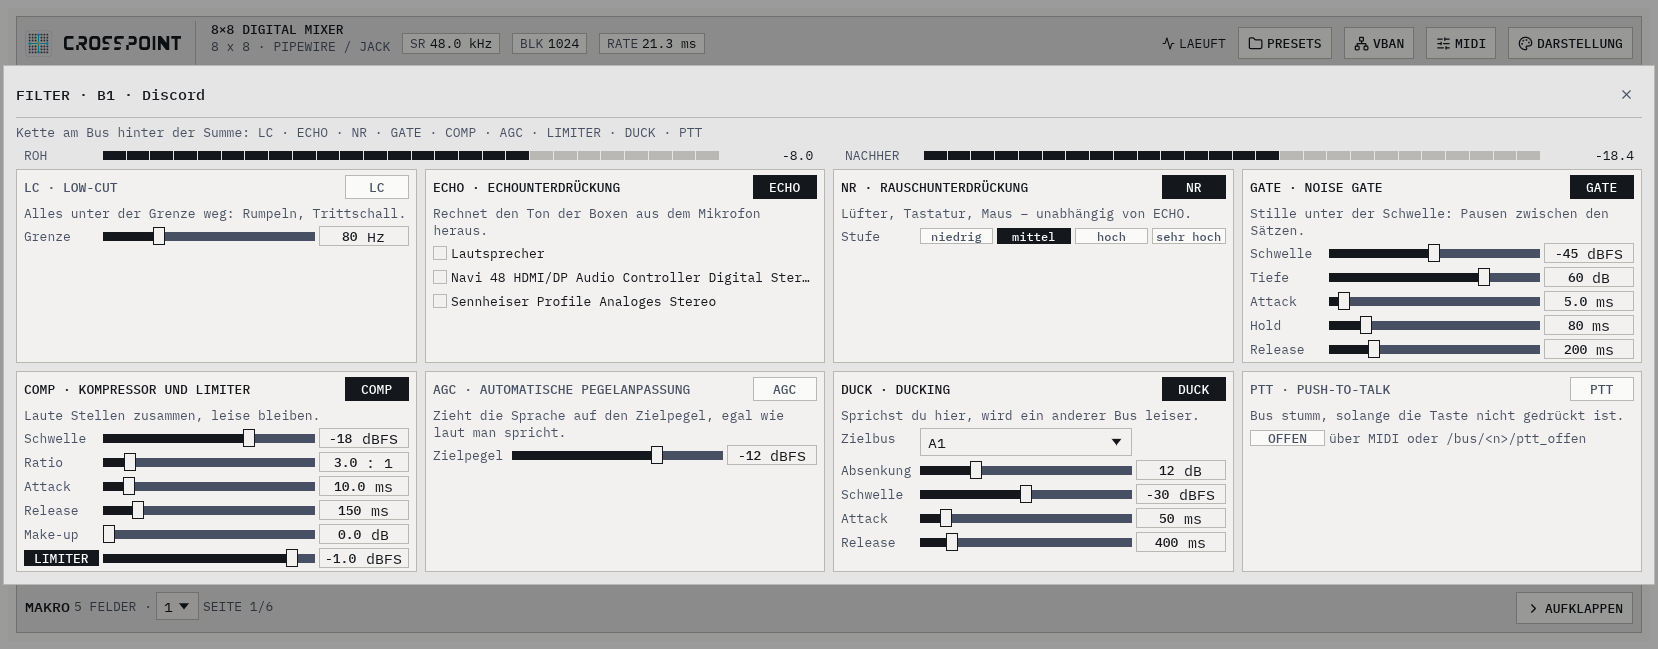 CROSSPOINT
8×8 DIGITAL MIXER
8 x 8 · PIPEWIRE / JACK
SR 48.0 kHz
BLK 1024
RATE 21.3 ms
LAEUFT
PRESETS
VBAN
MIDI
DARSTELLUNG
FILTER · B1 · Discord
×
Kette am Bus hinter der Summe: LC · ECHO · NR · GATE · COMP · AGC · LIMITER · DUCK · PTT
ROH -8.0
NACHHER -18.4
LC · LOW-CUT LC
Alles unter der Grenze weg: Rumpeln, Trittschall.
Grenze 80 Hz
ECHO · ECHOUNTERDRÜCKUNG ECHO
Rechnet den Ton der Boxen aus dem Mikrofon
heraus.
Lautsprecher
Navi 48 HDMI/DP Audio Controller Digital Ster…
Sennheiser Profile Analoges Stereo
NR · RAUSCHUNTERDRÜCKUNG NR
Lüfter, Tastatur, Maus – unabhängig von ECHO.
Stufe niedrig mittel hoch sehr hoch
GATE · NOISE GATE GATE
Stille unter der Schwelle: Pausen zwischen den
Sätzen.
Schwelle -45 dBFS
Tiefe 60 dB
Attack 5.0 ms
Hold 80 ms
Release 200 ms
COMP · KOMPRESSOR UND LIMITER COMP
Laute Stellen zusammen, leise bleiben.
Schwelle -18 dBFS
Ratio 3.0 : 1
Attack 10.0 ms
Release 150 ms
Make-up 0.0 dB
LIMITER -1.0 dBFS
AGC · AUTOMATISCHE PEGELANPASSUNG AGC
Zieht die Sprache auf den Zielpegel, egal wie
laut man spricht.
Zielpegel -12 dBFS
DUCK · DUCKING DUCK
Sprichst du hier, wird ein anderer Bus leiser.
Zielbus A1
Absenkung 12 dB
Schwelle -30 dBFS
Attack 50 ms
Release 400 ms
PTT · PUSH-TO-TALK PTT
Bus stumm, solange die Taste nicht gedrückt ist.
OFFEN über MIDI oder /bus/<n>/ptt_offen
MAKRO 5 FELDER · 1 SEITE 1/6
AUFKLAPPEN